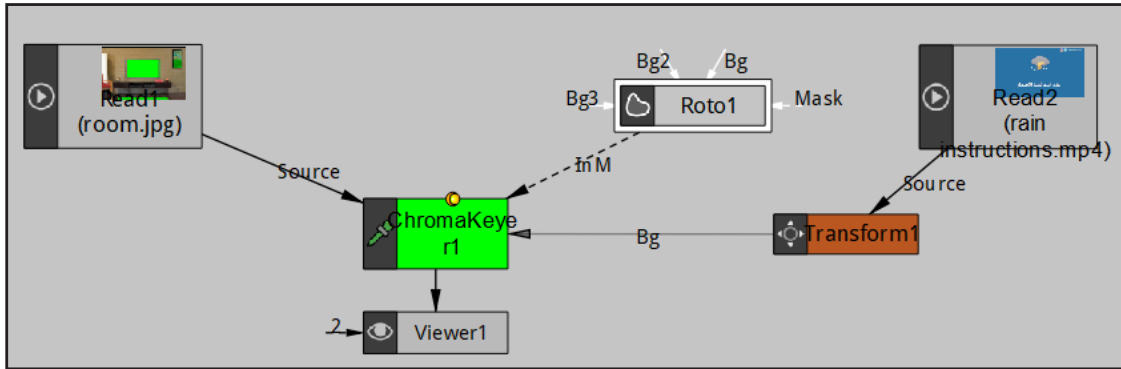 Read1
(room.jpg)
Bg2
Bg
Bg3
Roto1
Mask
Read2
(rain
instructions.mp4)
Source
InM
Source
ChromaKeye
r1
Bg
Transform1
2
Viewer1